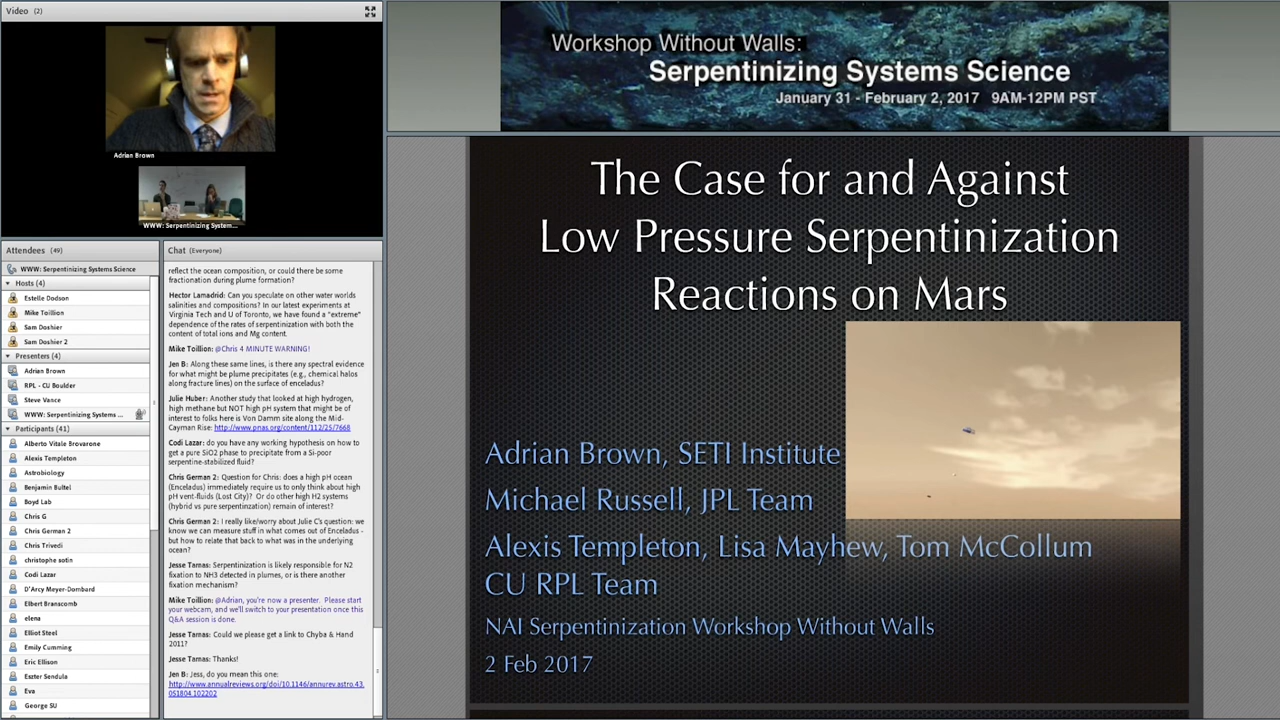 Video (2)
Adrian Brown
WWW: Serpentinizing System...
Attendees (49)
WWW: Serpentinizing Systems Science
Hosts (4)
Estelle Dodson
Mike Toillion
Sam Doshier
Sam Doshier 2
Presenters (4)
Adrian Brown
RPL - CU Boulder
Steve Vance
WWW: Serpentinizing Systems ...
Participants (41)
Alberto Vitale Brovarone
Alexis Templeton
Astrobiology
Benjamin Bultel
Boyd Lab
Chris G
Chris German 2
Chris Trivedi
christophe sotin
Codi Lazar
D'Arcy Meyer-Dombard
Elbert Branscomb
elena
Elliot Steel
Emily Cumming
Eric Ellison
Eszter Sendula
Eva
George SU
Chat (Everyone)
reflect the ocean composition, or could there be some
fractionation during plume formation?
Hector Lamadrid: Can you speculate on other water worlds
salinities and compositions? In our latest experiments at
Virginia Tech and U of Toronto, we have found a "extreme"
dependence of the rates of serpentinization with both the
content of total ions and Mg content.
Mike Toillion: @Chris 4 MINUTE WARNING!
Jen B: Along these same lines, is there any spectral evidence
for what might be plume precipitates (e.g., chemical halos
along fracture lines) on the surface of enceladus?
Julie Huber: Another study that looked at high hydrogen,
high methane but NOT high pH system that might be of
interest to folks here is Von Damm site along the Mid-
Cayman Rise: http://www.pnas.org/content/112/25/7668
Codi Lazar: do you have any working hypothesis on how to
get a pure SiO2 phase to precipitate from a Si-poor
serpentine-stabilized fluid?
Chris German 2: Question for Chris: does a high pH ocean
(Enceladus) immediately require us to only think about high
pH vent-fluids (Lost City)? Or do other high H2 systems
(hybrid vs pure serpentinization) remain of interest?
Chris German 2: I really like/worry about Julie C's question: we
know we can measure stuff in what comes out of Enceladus -
but how to relate that back to what was in the underlying
ocean?
Jesse Tarnas: Serpentinization is likely responsible for N2
fixation to NH3 detected in plumes, or is there another
fixation mechanism?
Mike Toillion: @Adrian, you're now a presenter. Please start
your webcam, and we'll switch to your presentation once this
Q&A session is done.
Jesse Tarnas: Could we please get a link to Chyba & Hand
2011?
Jesse Tarnas: Thanks!
Jen B: Jess, do you mean this one:
http://www.annualreviews.org/doi/10.1146/annurev.astro.43.
051804.102202
Workshop Without Walls:
Serpentinizing Systems Science
January 31 - February 2, 2017 9AM-12PM PST
The Case for and Against
Low Pressure Serpentinization
Reactions on Mars
Adrian Brown, SETI Institute
Michael Russell, JPL Team
Alexis Templeton, Lisa Mayhew, Tom McCollum
CU RPL Team
NAI Serpentinization Workshop Without Walls
2 Feb 2017